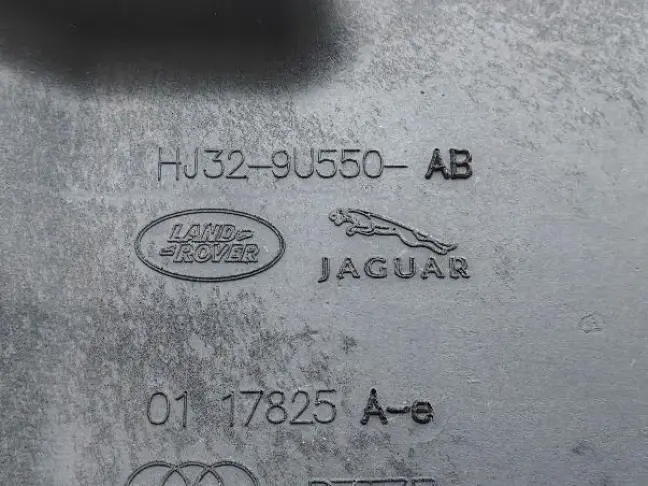 HJ32-9U550- AB
LAND ROVER
JAGUAR
01 17825 A-e